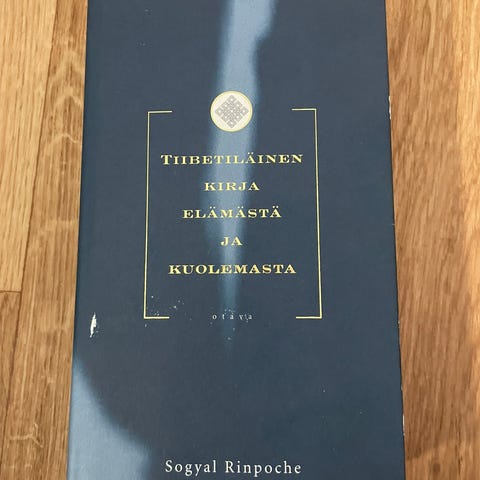 TIIBETILÄINEN
KIRJA
ELÄMÄSTÄ
JA
KUOLEMASTA
otava
Sogyal Rinpoche